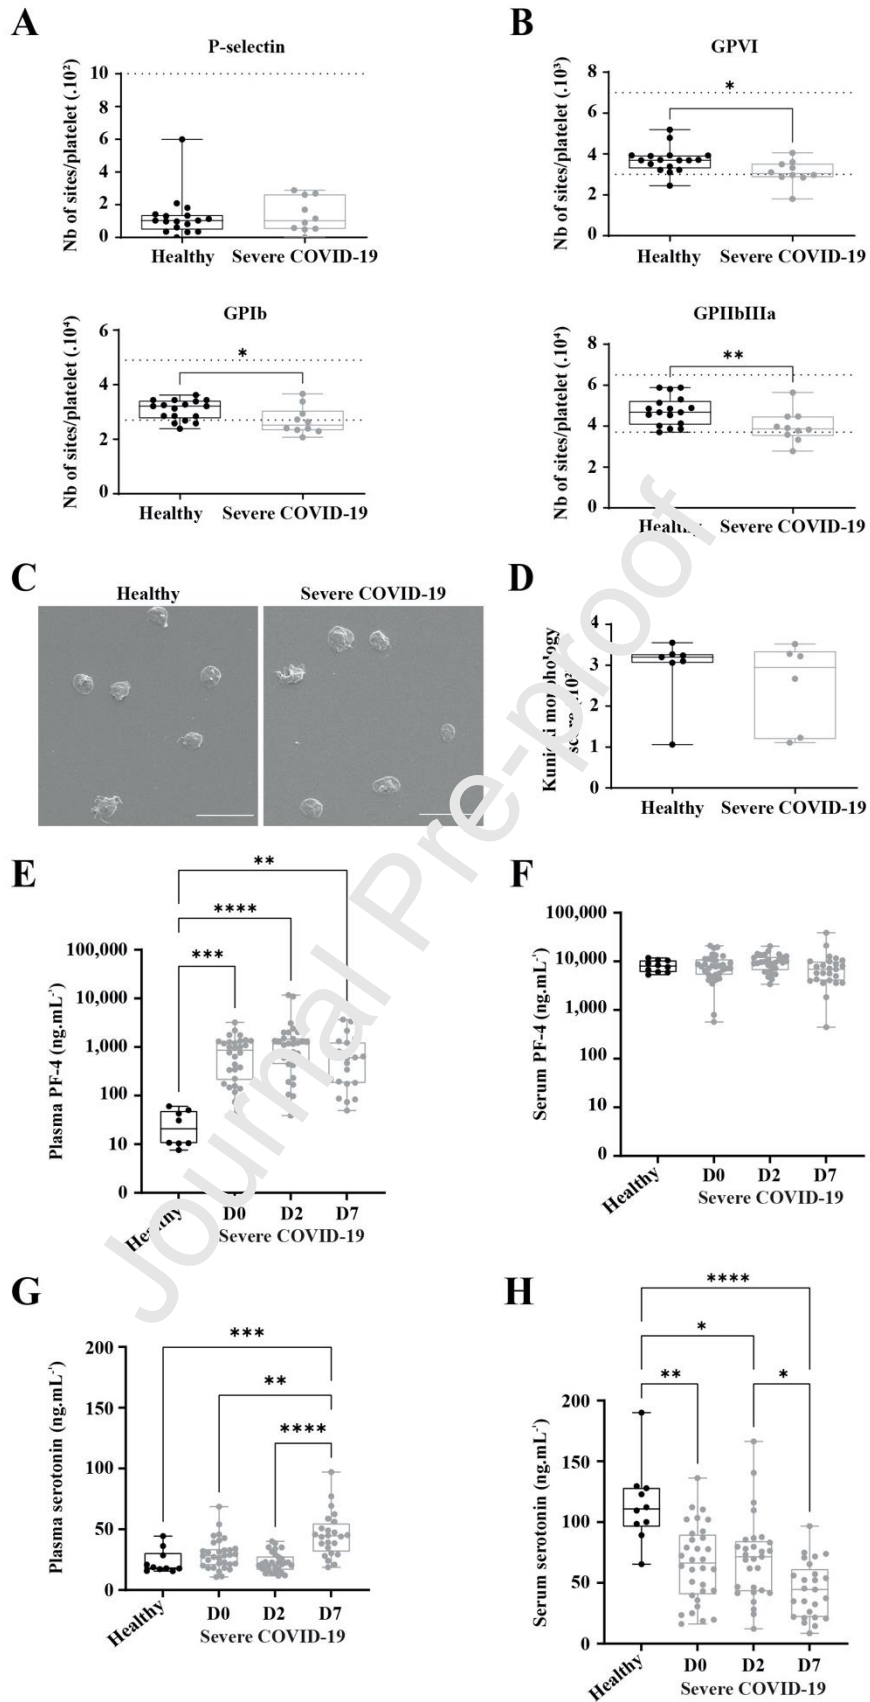 A
P-selectin
Nb of sites/platelet (.10²)
10
8
6
4
2
0
Healthy
Severe COVID-19
B
GPVI
*
Nb of sites/platelet (.10³)
8
6
4
2
0
Healthy
Severe COVID-19
GPIb
*
Nb of sites/platelet (.10⁴)
6
4
2
0
Healthy
Severe COVID-19
GPIIbIIIa
**
Nb of sites/platelet (.10⁴)
8
6
4
2
0
Healthy
Severe COVID-19
C
Healthy
Severe COVID-19
D
morphology
4
3
2
1
0
Healthy
Severe COVID-19
E
**
****
***
Plasma PF-4 (ng.mL⁻¹)
100,000
10,000
1,000
100
10
0
Healthy
D0
D2
D7
Severe COVID-19
F
Serum PF-4 (ng.mL⁻¹)
100,000
10,000
1,000
100
10
0
Healthy
D0
D2
D7
Severe COVID-19
G
***
**
****
Plasma serotonin (ng.mL⁻¹)
200
150
100
50
0
Healthy
D0
D2
D7
Severe COVID-19
H
****
*
**
*
Serum serotonin (ng.mL⁻¹)
200
150
100
50
0
Healthy
D0
D2
D7
Severe COVID-19
Journal Pre-proof